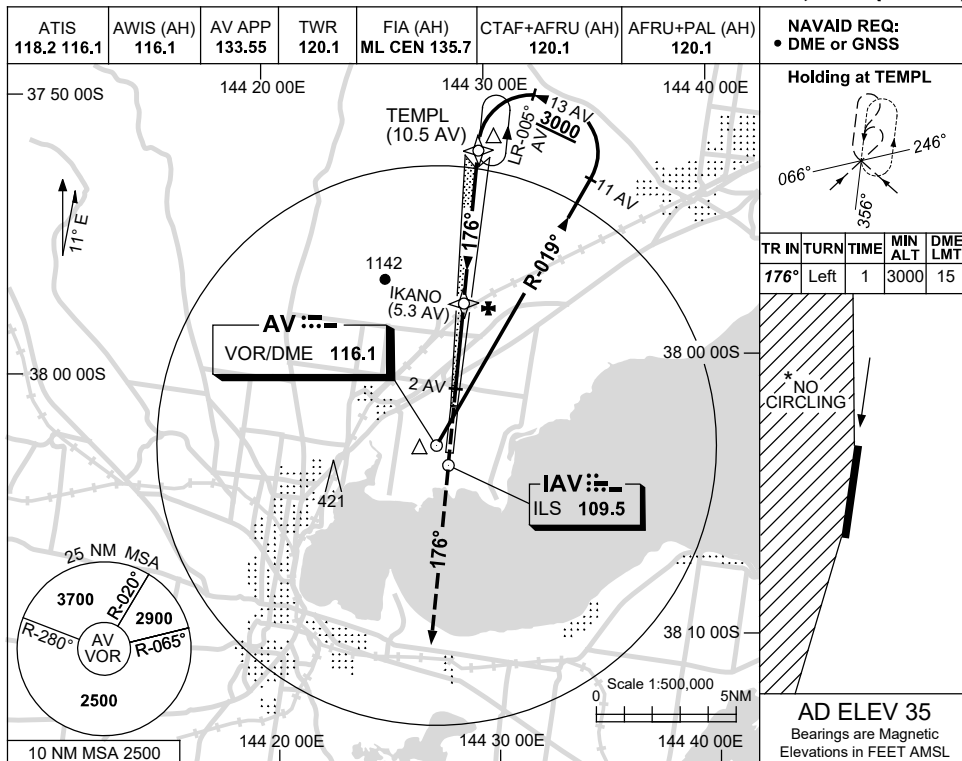 ATIS
118.2 116.1
AWIS (AH)
116.1
AV APP
133.55
TWR
120.1
FIA (AH)
ML CEN 135.7
CTAF+AFRU (AH)
120.1
AFRU+PAL (AH)
120.1
NAVAID REQ:
• DME or GNSS
37 50 00S
144 20 00E
144 30 00E
144 40 00E
TEMPL
(10.5 AV)
LR-005°
AV
13 AV
3000
11 AV
11° E
176°
R-019°
1142
IKANO
(5.3 AV)
AV
VOR/DME 116.1
38 00 00S
38 00 00S
2 AV
421
IAV
ILS 109.5
176°
25 NM MSA
3700
R-020°
2900
R-280°
AV
VOR
R-065°
2500
10 NM MSA 2500
38 10 00S
Scale 1:500,000
0
5NM
144 20 00E
144 30 00E
144 40 00E
Holding at TEMPL
246°
066°
356°
TR IN TURN TIME MIN ALT DME LMT
176° Left 1 3000 15
*NO
CIRCLING
AD ELEV 35
Bearings are Magnetic
Elevations in FEET AMSL